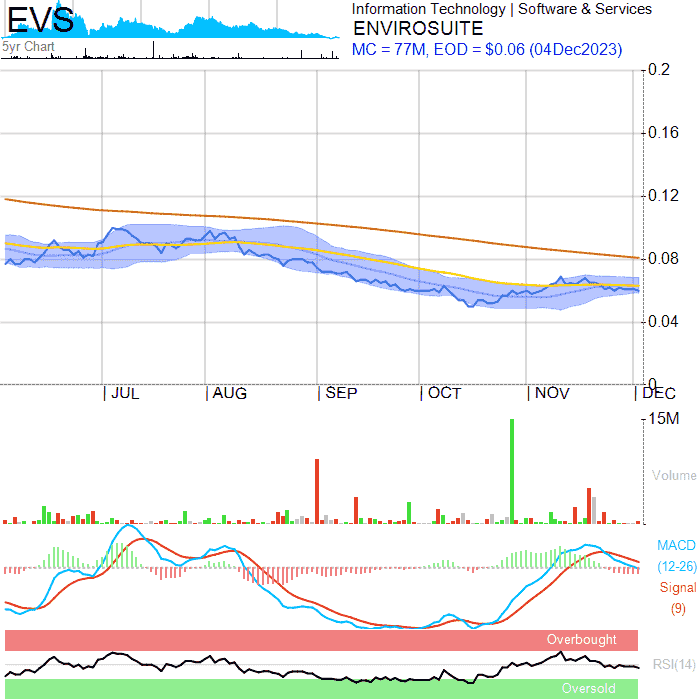 EVS
5yr Chart
Information Technology | Software & Services
ENVIROSUITE
MC = 77M, EOD = $0.06 (04Dec2023)
0.2
0.16
0.12
0.08
0.04
0
JUL AUG SEP OCT NOV DEC
15M
Volume
MACD
(12-26)
Signal
(9)
Overbought
RSI(14)
Oversold